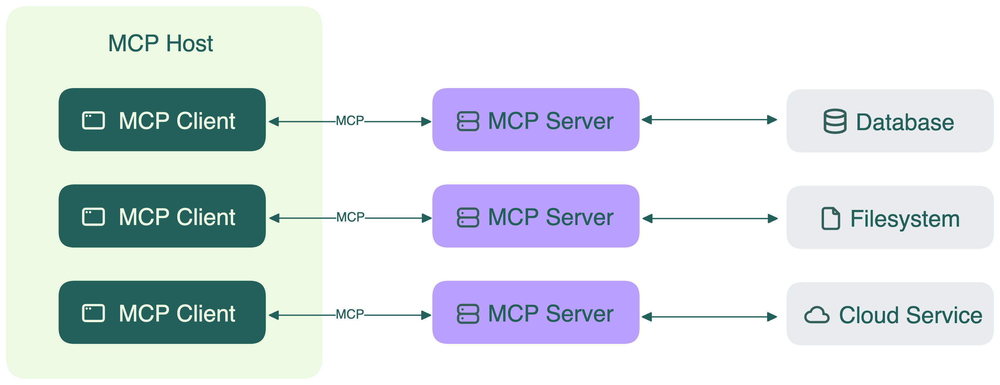 MCP Host
MCP Client
MCP
MCP Server
Database
MCP Client
MCP
MCP Server
Filesystem
MCP Client
MCP
MCP Server
Cloud Service